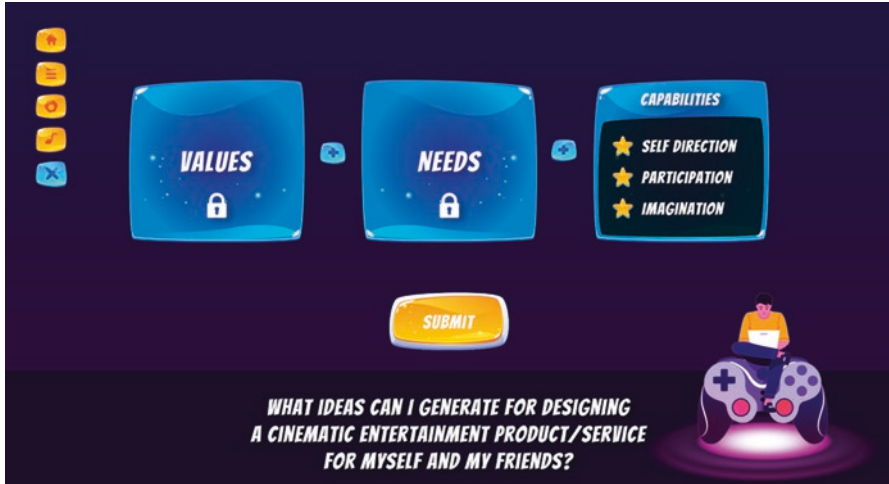 VALUES
NEEDS
CAPABILITIES
SELF DIRECTION
PARTICIPATION
IMAGINATION
SUBMIT
WHAT IDEAS CAN I GENERATE FOR DESIGNING
A CINEMATIC ENTERTAINMENT PRODUCT/SERVICE
FOR MYSELF AND MY FRIENDS?